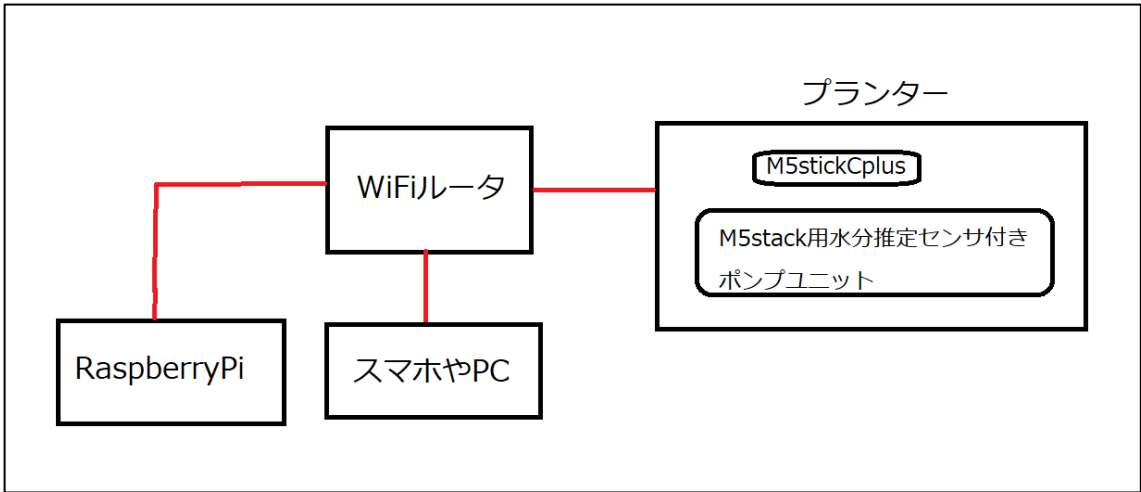 プランター
WiFiルータ
M5stickCplus
M5stack用水分推定センサ付き
ポンプユニット
RaspberryPi
スマホやPC